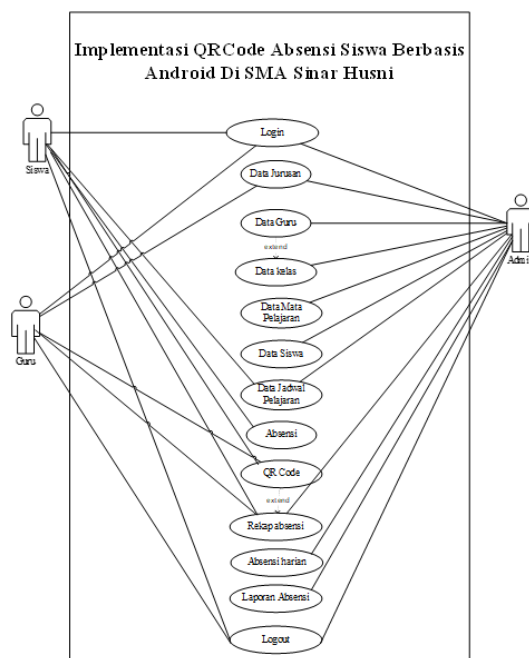 Implementasi QRCode Absensi Siswa Berbasis
Android Di SMA Sinar Husni
Login
Siswa
Data Jurusan
Data Guru
extend
Data kelas
Admi
Data Mata
Pelajaran
Guru
Data Siswa
Data Jadwal
Pelajaran
Absensi
QR Code
extend
Rekap absensi
Absensi harian
Laporan Absensi
Logout